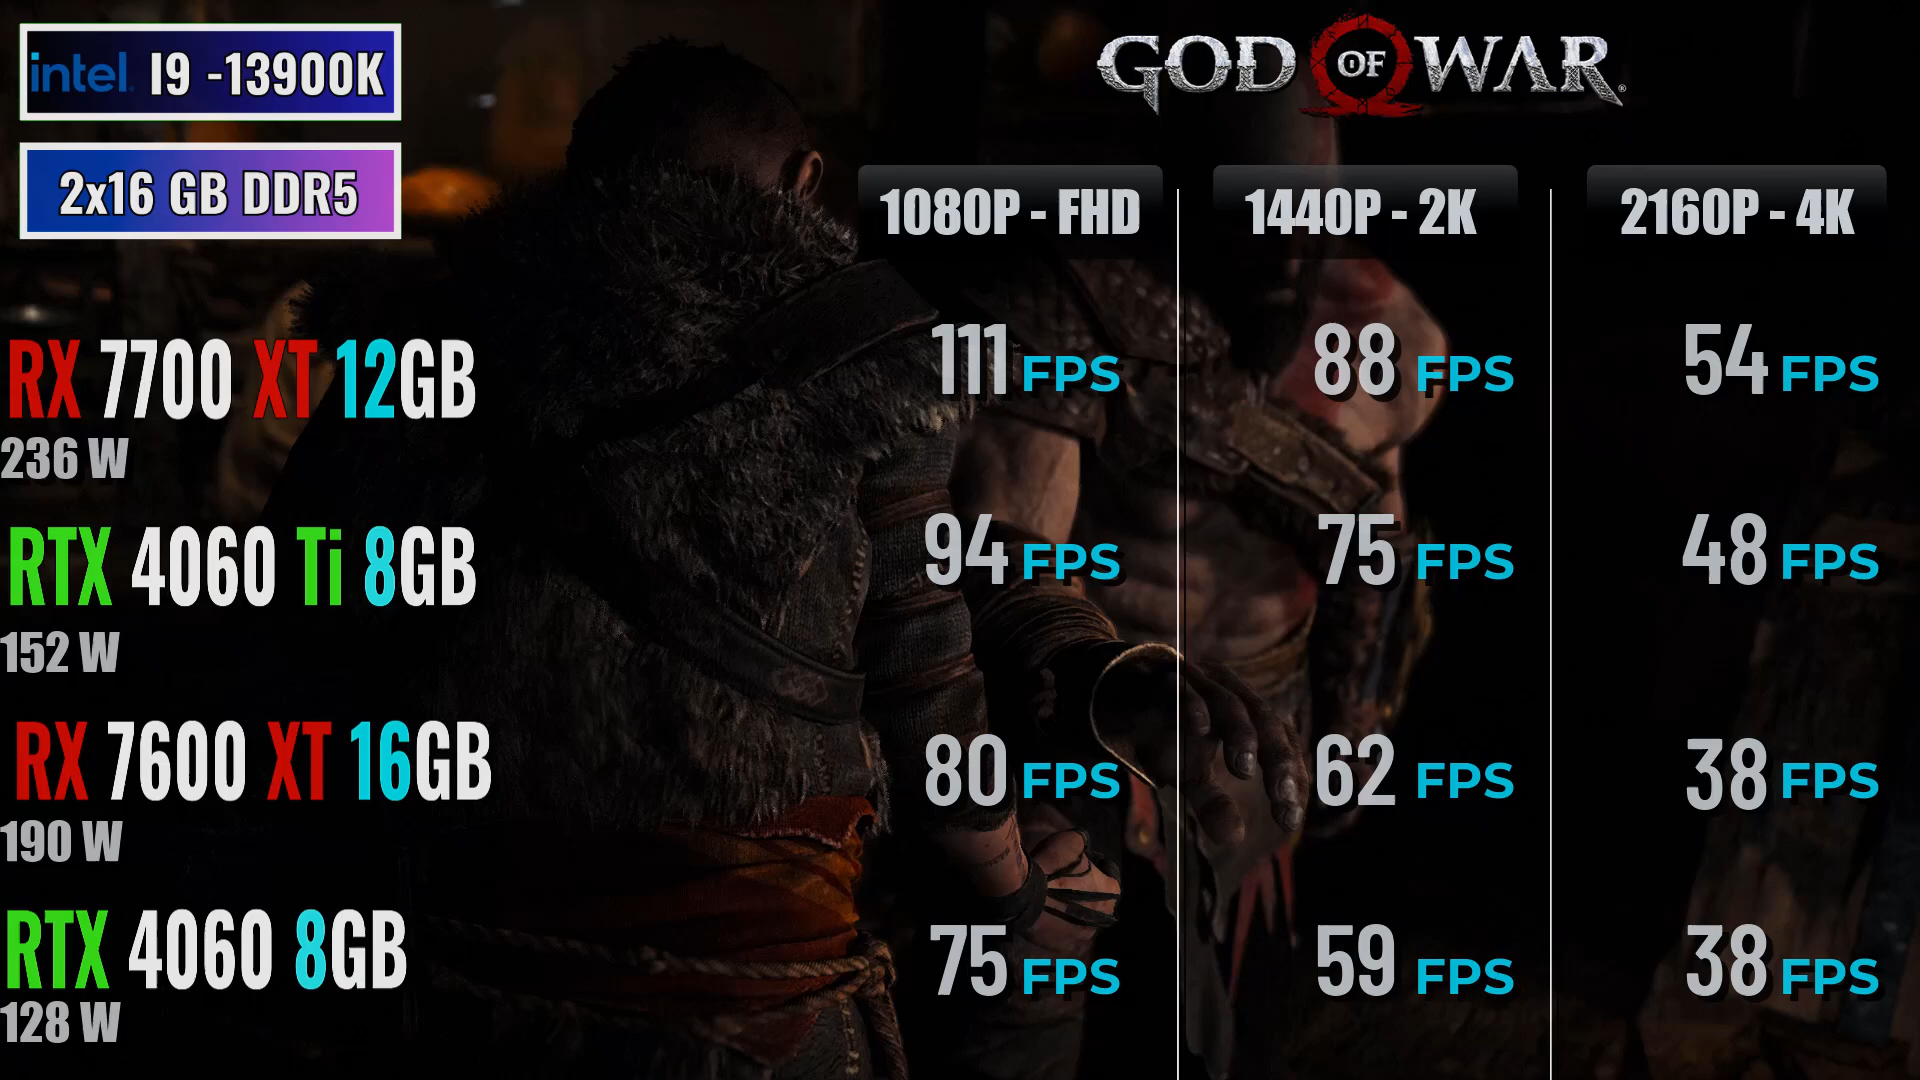 intel. I9 -13900K
2x16 GB DDR5
GOD OF WAR
1080P - FHD 1440P - 2K 2160P - 4K
RX 7700 XT 12GB 111 FPS 88 FPS 54 FPS
236 W
RTX 4060 Ti 8GB 94 FPS 75 FPS 48 FPS
152 W
RX 7600 XT 16GB 80 FPS 62 FPS 38 FPS
190 W
RTX 4060 8GB 75 FPS 59 FPS 38 FPS
128 W